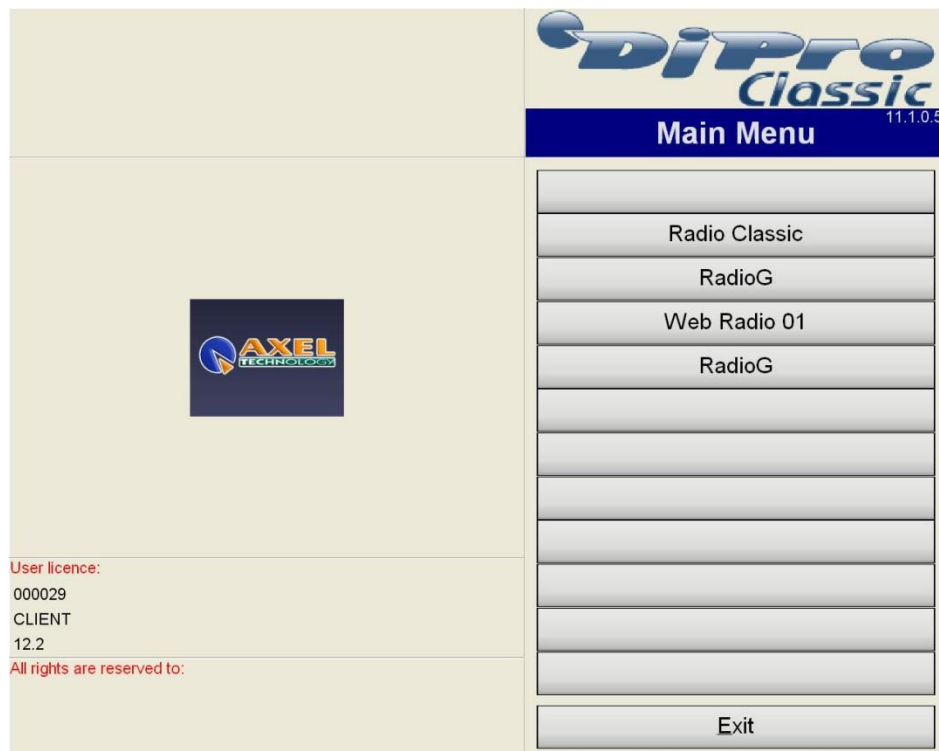 DjPro
Classic
11.1.0.5
Main Menu
Radio Classic
RadioG
Web Radio 01
RadioG
AXEL
TECHNOLOGY
User licence:
000029
CLIENT
12.2
All rights are reserved to:
Exit